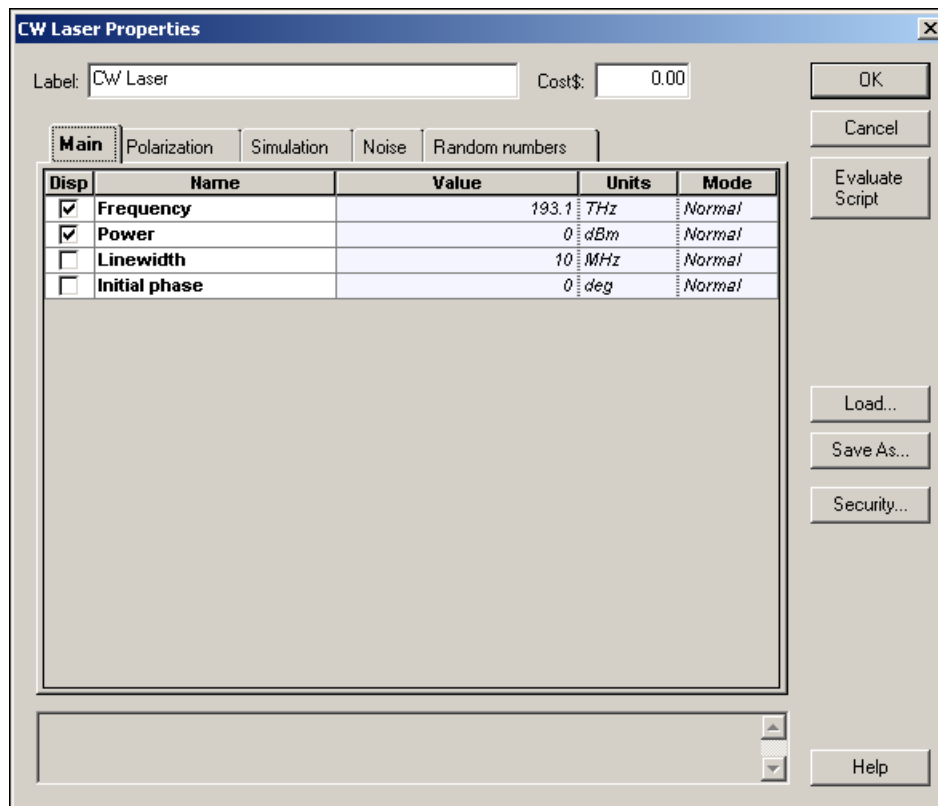 CW Laser Properties
Label: CW Laser Cost$: 0.00 OK
Cancel
Main Polarization Simulation Noise Random numbers
Evaluate
Script
Disp Name Value Units Mode
Frequency 193.1 THz Normal
Power 0 dBm Normal
Linewidth 10 MHz Normal
Initial phase 0 deg Normal
Load...
Save As...
Security...
Help